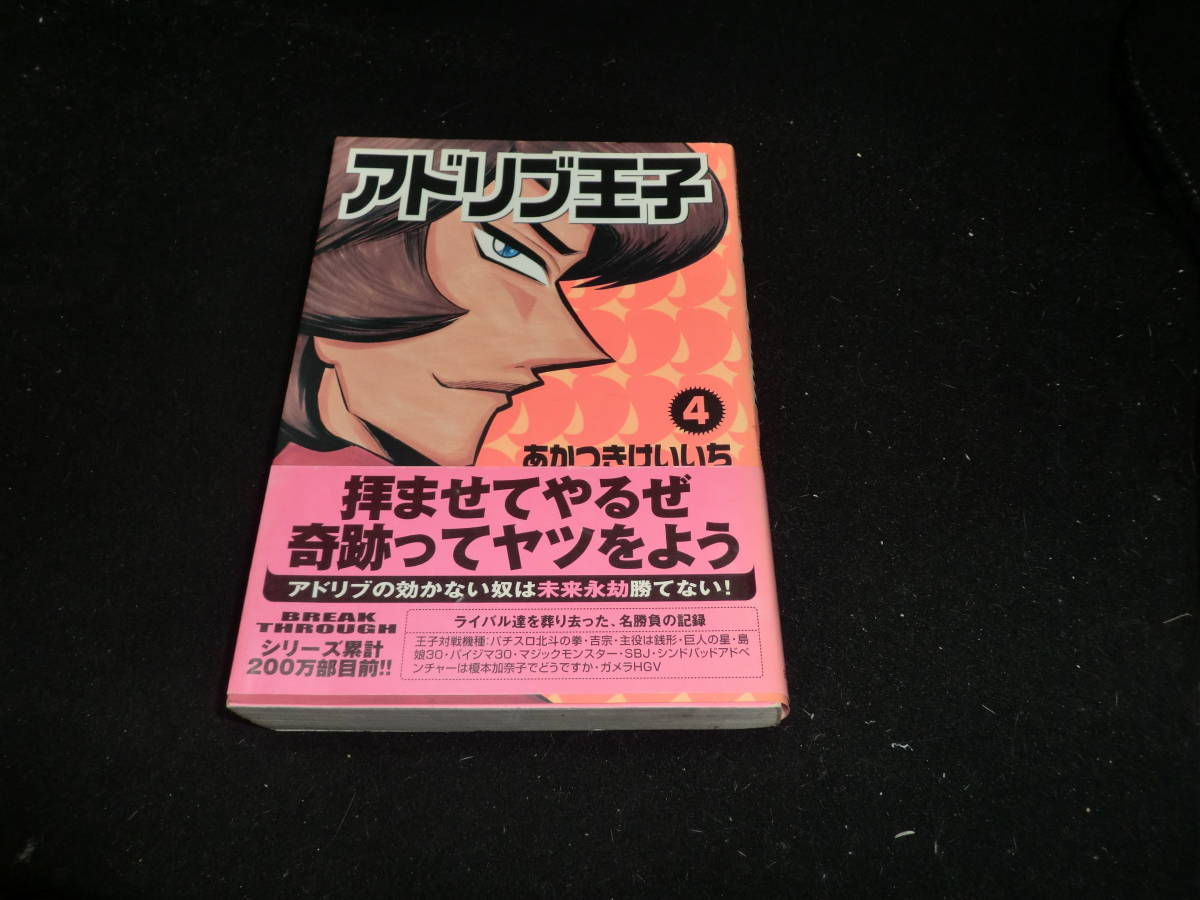 アドリブ王子
4
あかつきけいいち
拝ませてやるぜ
奇跡ってヤツをよう
アドリブの効かない奴は未来永劫勝てない!
BREAK
THROUGH
シリーズ累計
200万部目前!!
ライバル達を葬り去った、名勝負の記録
王子対戦機種:パチスロ北斗の拳・吉宗・主役は銭形・巨人の星・島
娘30・パイジマ30・マジックモンスター・SBJ・シンドバッドアドベ
ンチャーは榎本加奈子でどうですか・ガメラHGV